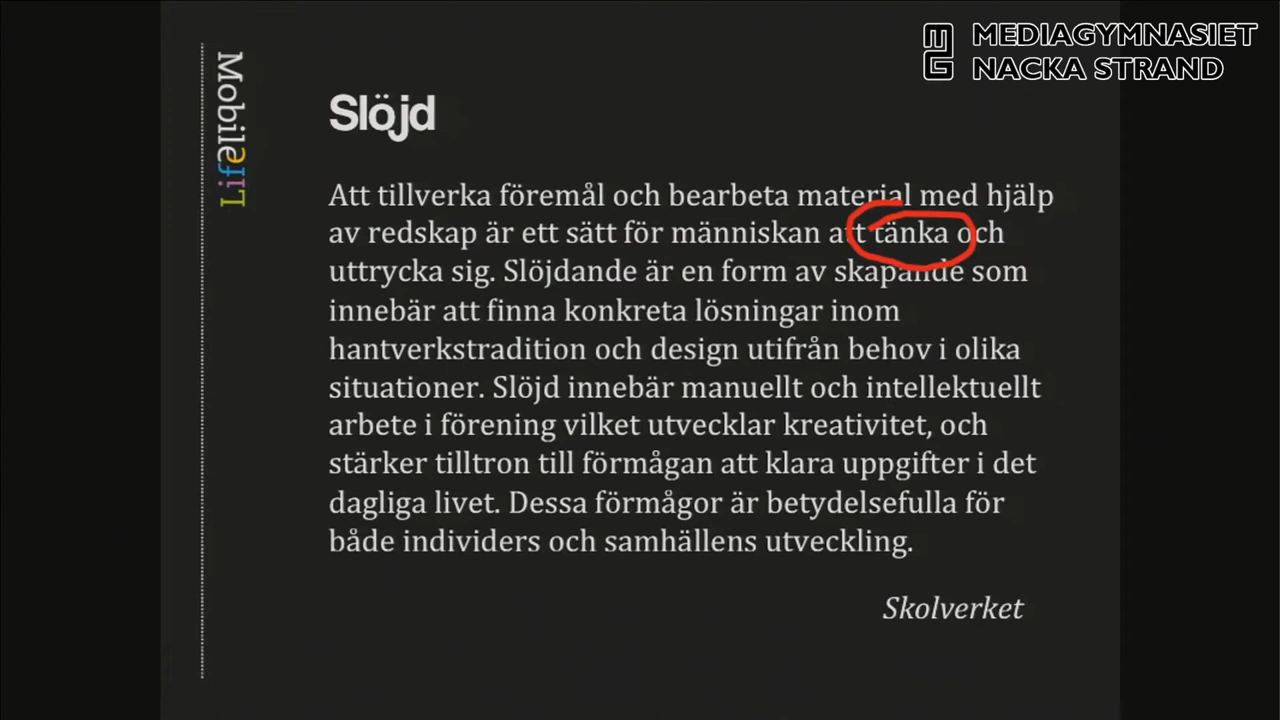 MEDIAGYMNASIET
NACKA STRAND
MobileLife
Slöjd
Att tillverka föremål och bearbeta material med hjälp
av redskap är ett sätt för människan att tänka och
uttrycka sig. Slöjdande är en form av skapande som
innebär att finna konkreta lösningar inom
hantverkstradition och design utifrån behov i olika
situationer. Slöjd innebär manuellt och intellektuellt
arbete i förening vilket utvecklar kreativitet, och
stärker tilltron till förmågan att klara uppgifter i det
dagliga livet. Dessa förmågor är betydelsefulla för
både individers och samhällens utveckling.
Skolverket